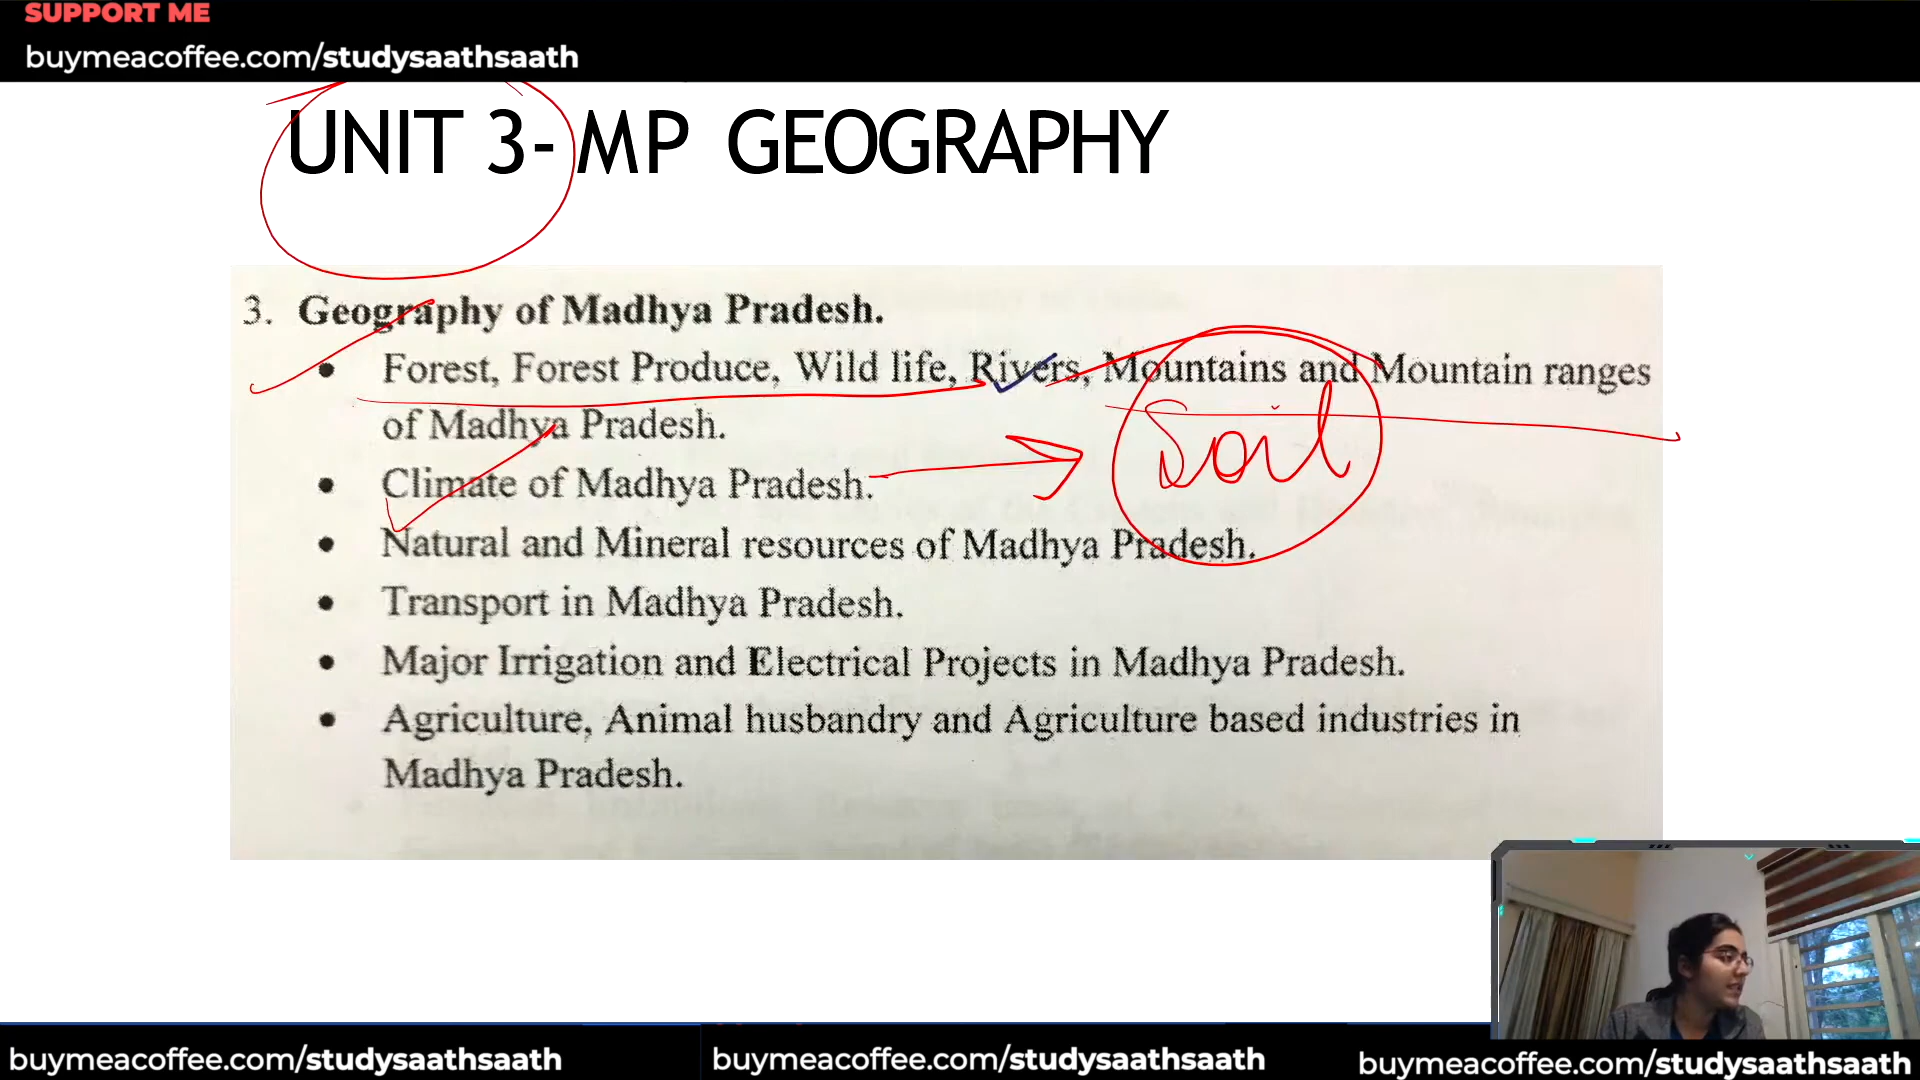 SUPPORT ME
buymeacoffee.com/studysaathsaath
UNIT 3- MP GEOGRAPHY
3. Geography of Madhya Pradesh.
• Forest, Forest Produce, Wild life, Rivers, Mountains and Mountain ranges
of Madhya Pradesh.
Soil
• Climate of Madhya Pradesh.
• Natural and Mineral resources of Madhya Pradesh.
• Transport in Madhya Pradesh.
• Major Irrigation and Electrical Projects in Madhya Pradesh.
• Agriculture, Animal husbandry and Agriculture based industries in
Madhya Pradesh.
buymeacoffee.com/studysaathsaath
buymeacoffee.com/studysaathsaath
buymeacoffee.com/studysaathsaath